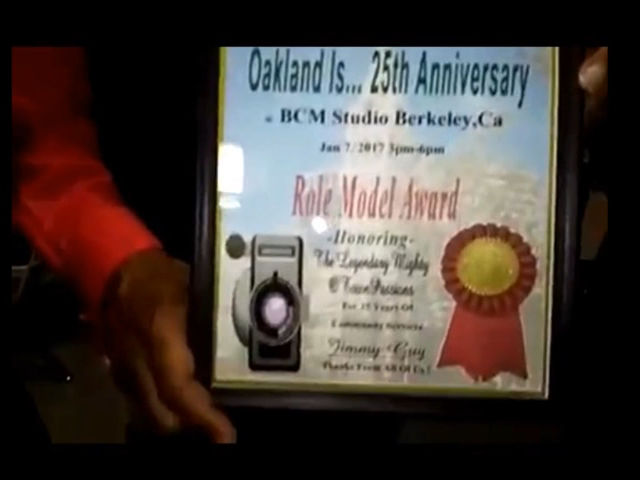 Oakland Is... 25th Anniversary
@ BCM Studio Berkeley,Ca
Jan 7, 2017 3pm-6pm
Role Model Award
-Honoring-
The Legendary Mighty
For 25 Years Of
Community Services
Jimmy Guy
Thanks From All Of Us!